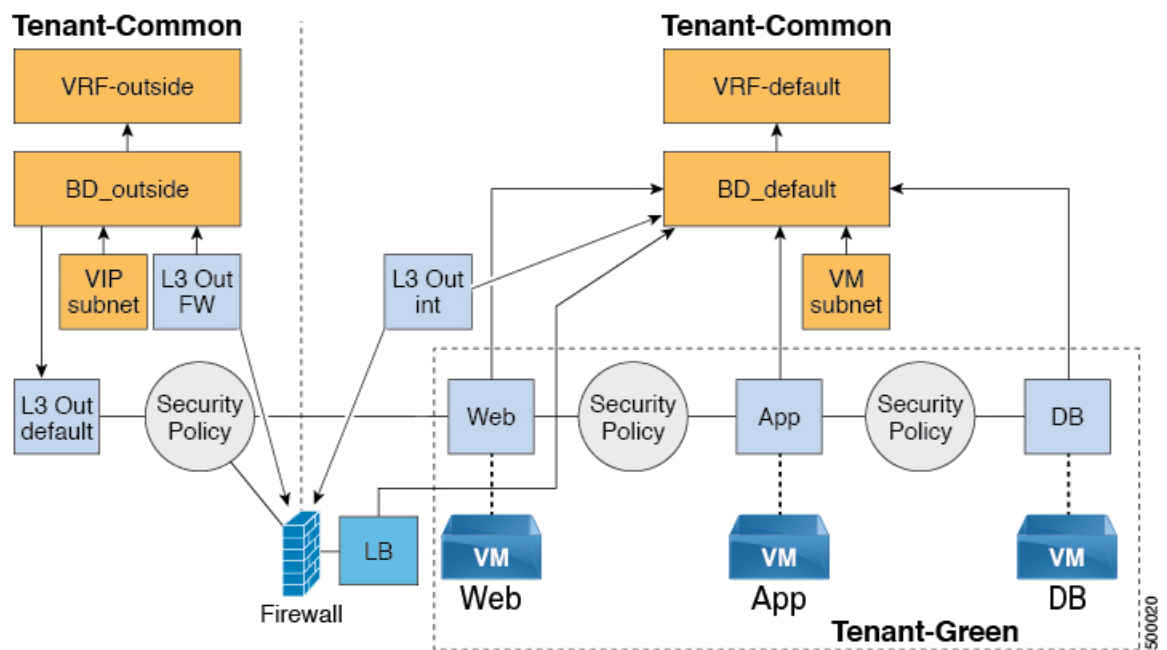 Tenant-Common
Tenant-Common
VRF-outside
VRF-default
BD_outside
BD_default
VIP
subnet
L3 Out
FW
L3 Out
int
VM
subnet
L3 Out
default
Security
Policy
Web
Security
Policy
App
Security
Policy
DB
LB
Firewall
VM
Web
VM
App
VM
DB
Tenant-Green
500020